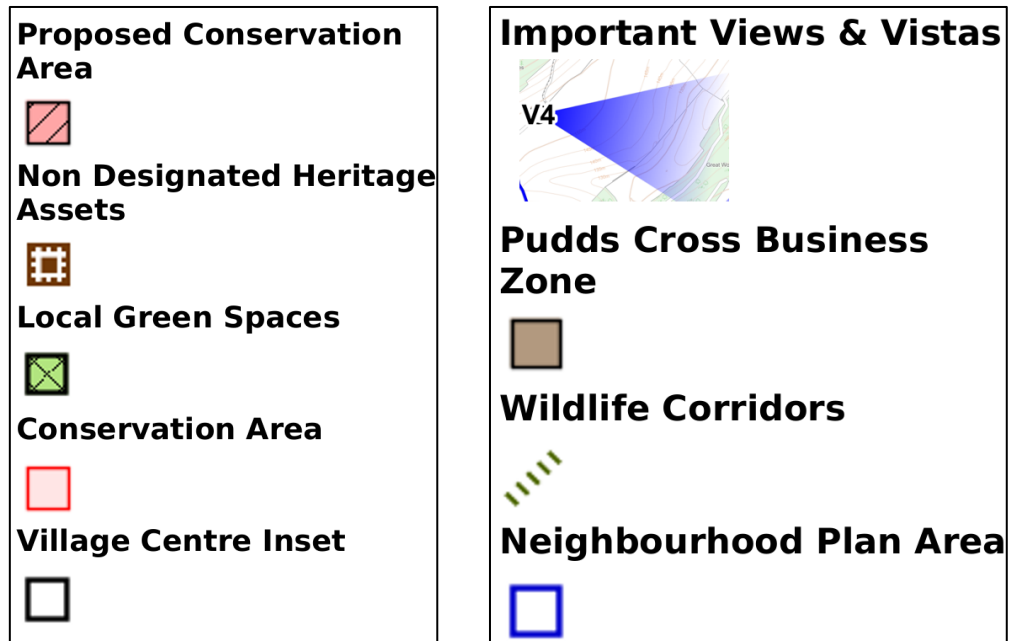 Proposed Conservation
Area
Non Designated Heritage
Assets
Local Green Spaces
Conservation Area
Village Centre Inset
Important Views & Vistas
V4
Pudds Cross Business
Zone
Wildlife Corridors
Neighbourhood Plan Area